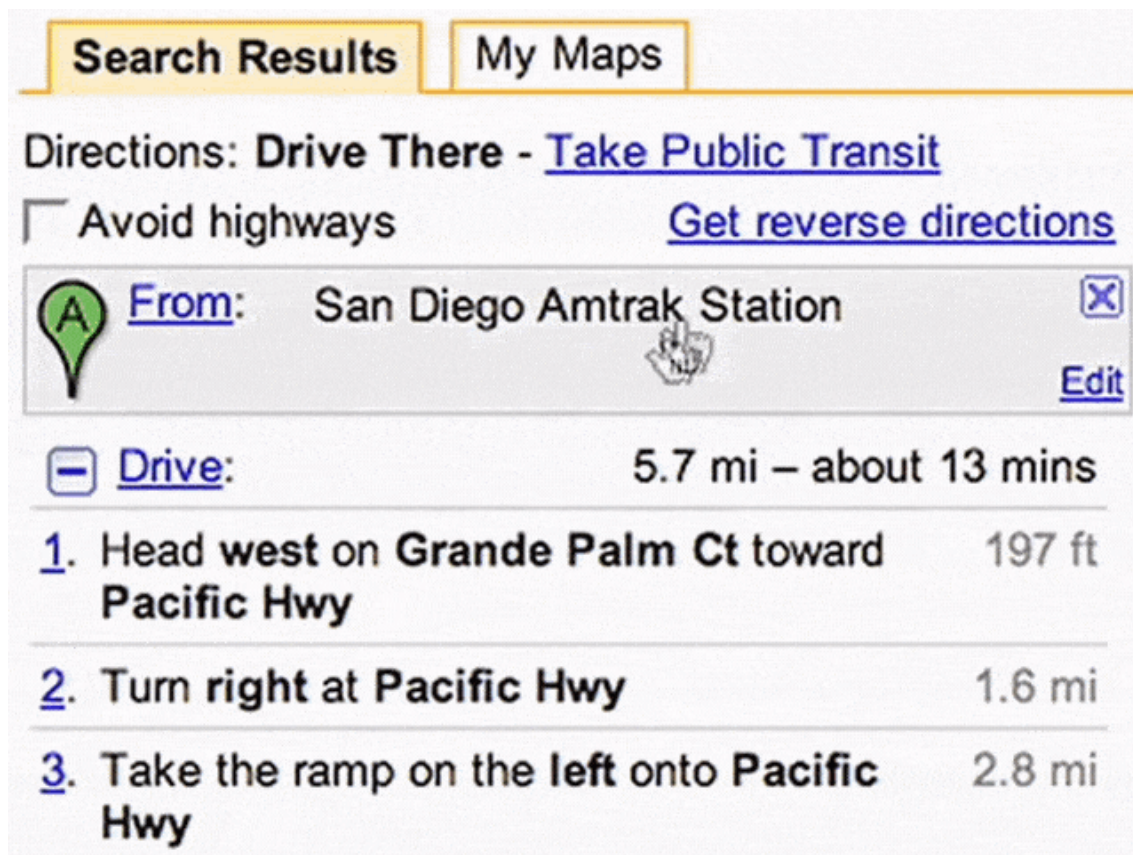 Search Results My Maps
Directions: Drive There - Take Public Transit
Avoid highways Get reverse directions
A From: San Diego Amtrak Station
Edit
Drive: 5.7 mi – about 13 mins
1. Head west on Grande Palm Ct toward 197 ft
Pacific Hwy
2. Turn right at Pacific Hwy 1.6 mi
3. Take the ramp on the left onto Pacific 2.8 mi
Hwy